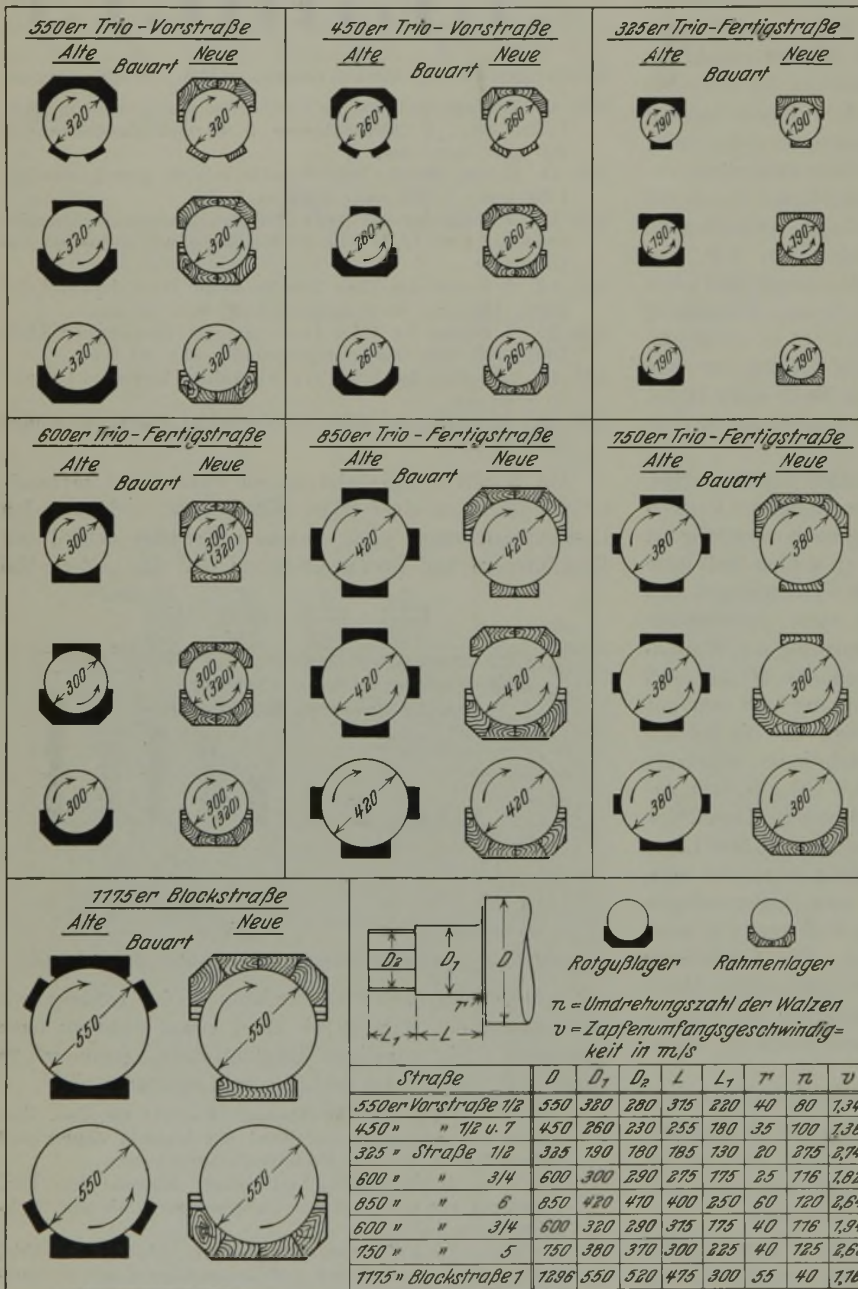 550er Trio-Vorstraße
Alte Bauart Neue
320 320
320 320
320 320
450er Trio-Vorstraße
Alte Bauart Neue
260 260
260 260
260 260
325er Trio-Fertigstraße
Alte Bauart Neue
190 190
190 190
190 190
600er Trio-Fertigstraße
Alte Bauart Neue
300 300 (320)
300 300 (320)
300 300 (320)
850er Trio-Fertigstraße
Alte Bauart Neue
420 420
420 420
420 420
750er Trio-Fertigstraße
Alte Bauart Neue
380 380
380 380
380 380
1175er Blockstraße
Alte Bauart Neue
550 550
550 550
D₂ D₁ D
r
L₁ L
Rotgußlager Rahmenlager
n = Umdrehungszahl der Walzen
v = Zapfenumfangsgeschwindig=
keit in m/s
Straße D D₁ D₂ L L₁ r n v
550er Vorstraße 1/2 550 320 280 315 220 40 80 1,34
450 " " 1/2 u. 7 450 260 230 255 180 35 100 1,36
325 " Straße 1/2 325 190 180 185 130 20 275 2,74
600 " " 3/4 600 300 290 275 175 25 116 1,82
850 " " 6 850 420 410 400 250 60 120 2,64
600 " " 3/4 600 320 290 315 175 40 116 1,94
750 " " 5 750 380 370 300 225 40 125
1175 " Blockstraße 1 1296 550 520 475 300 55 40